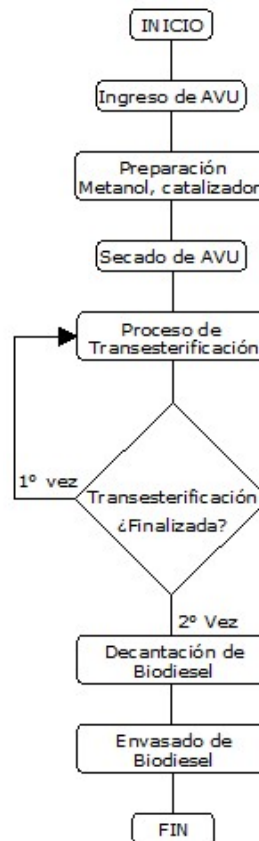 INICIO
Ingreso de AVU
Preparación
Metanol, catalizador
Secado de AVU
Proceso de
Transesterificación
1º vez
Transesterificación
¿Finalizada?
2º Vez
Decantación de
Biodiesel
Envasado de
Biodiesel
FIN